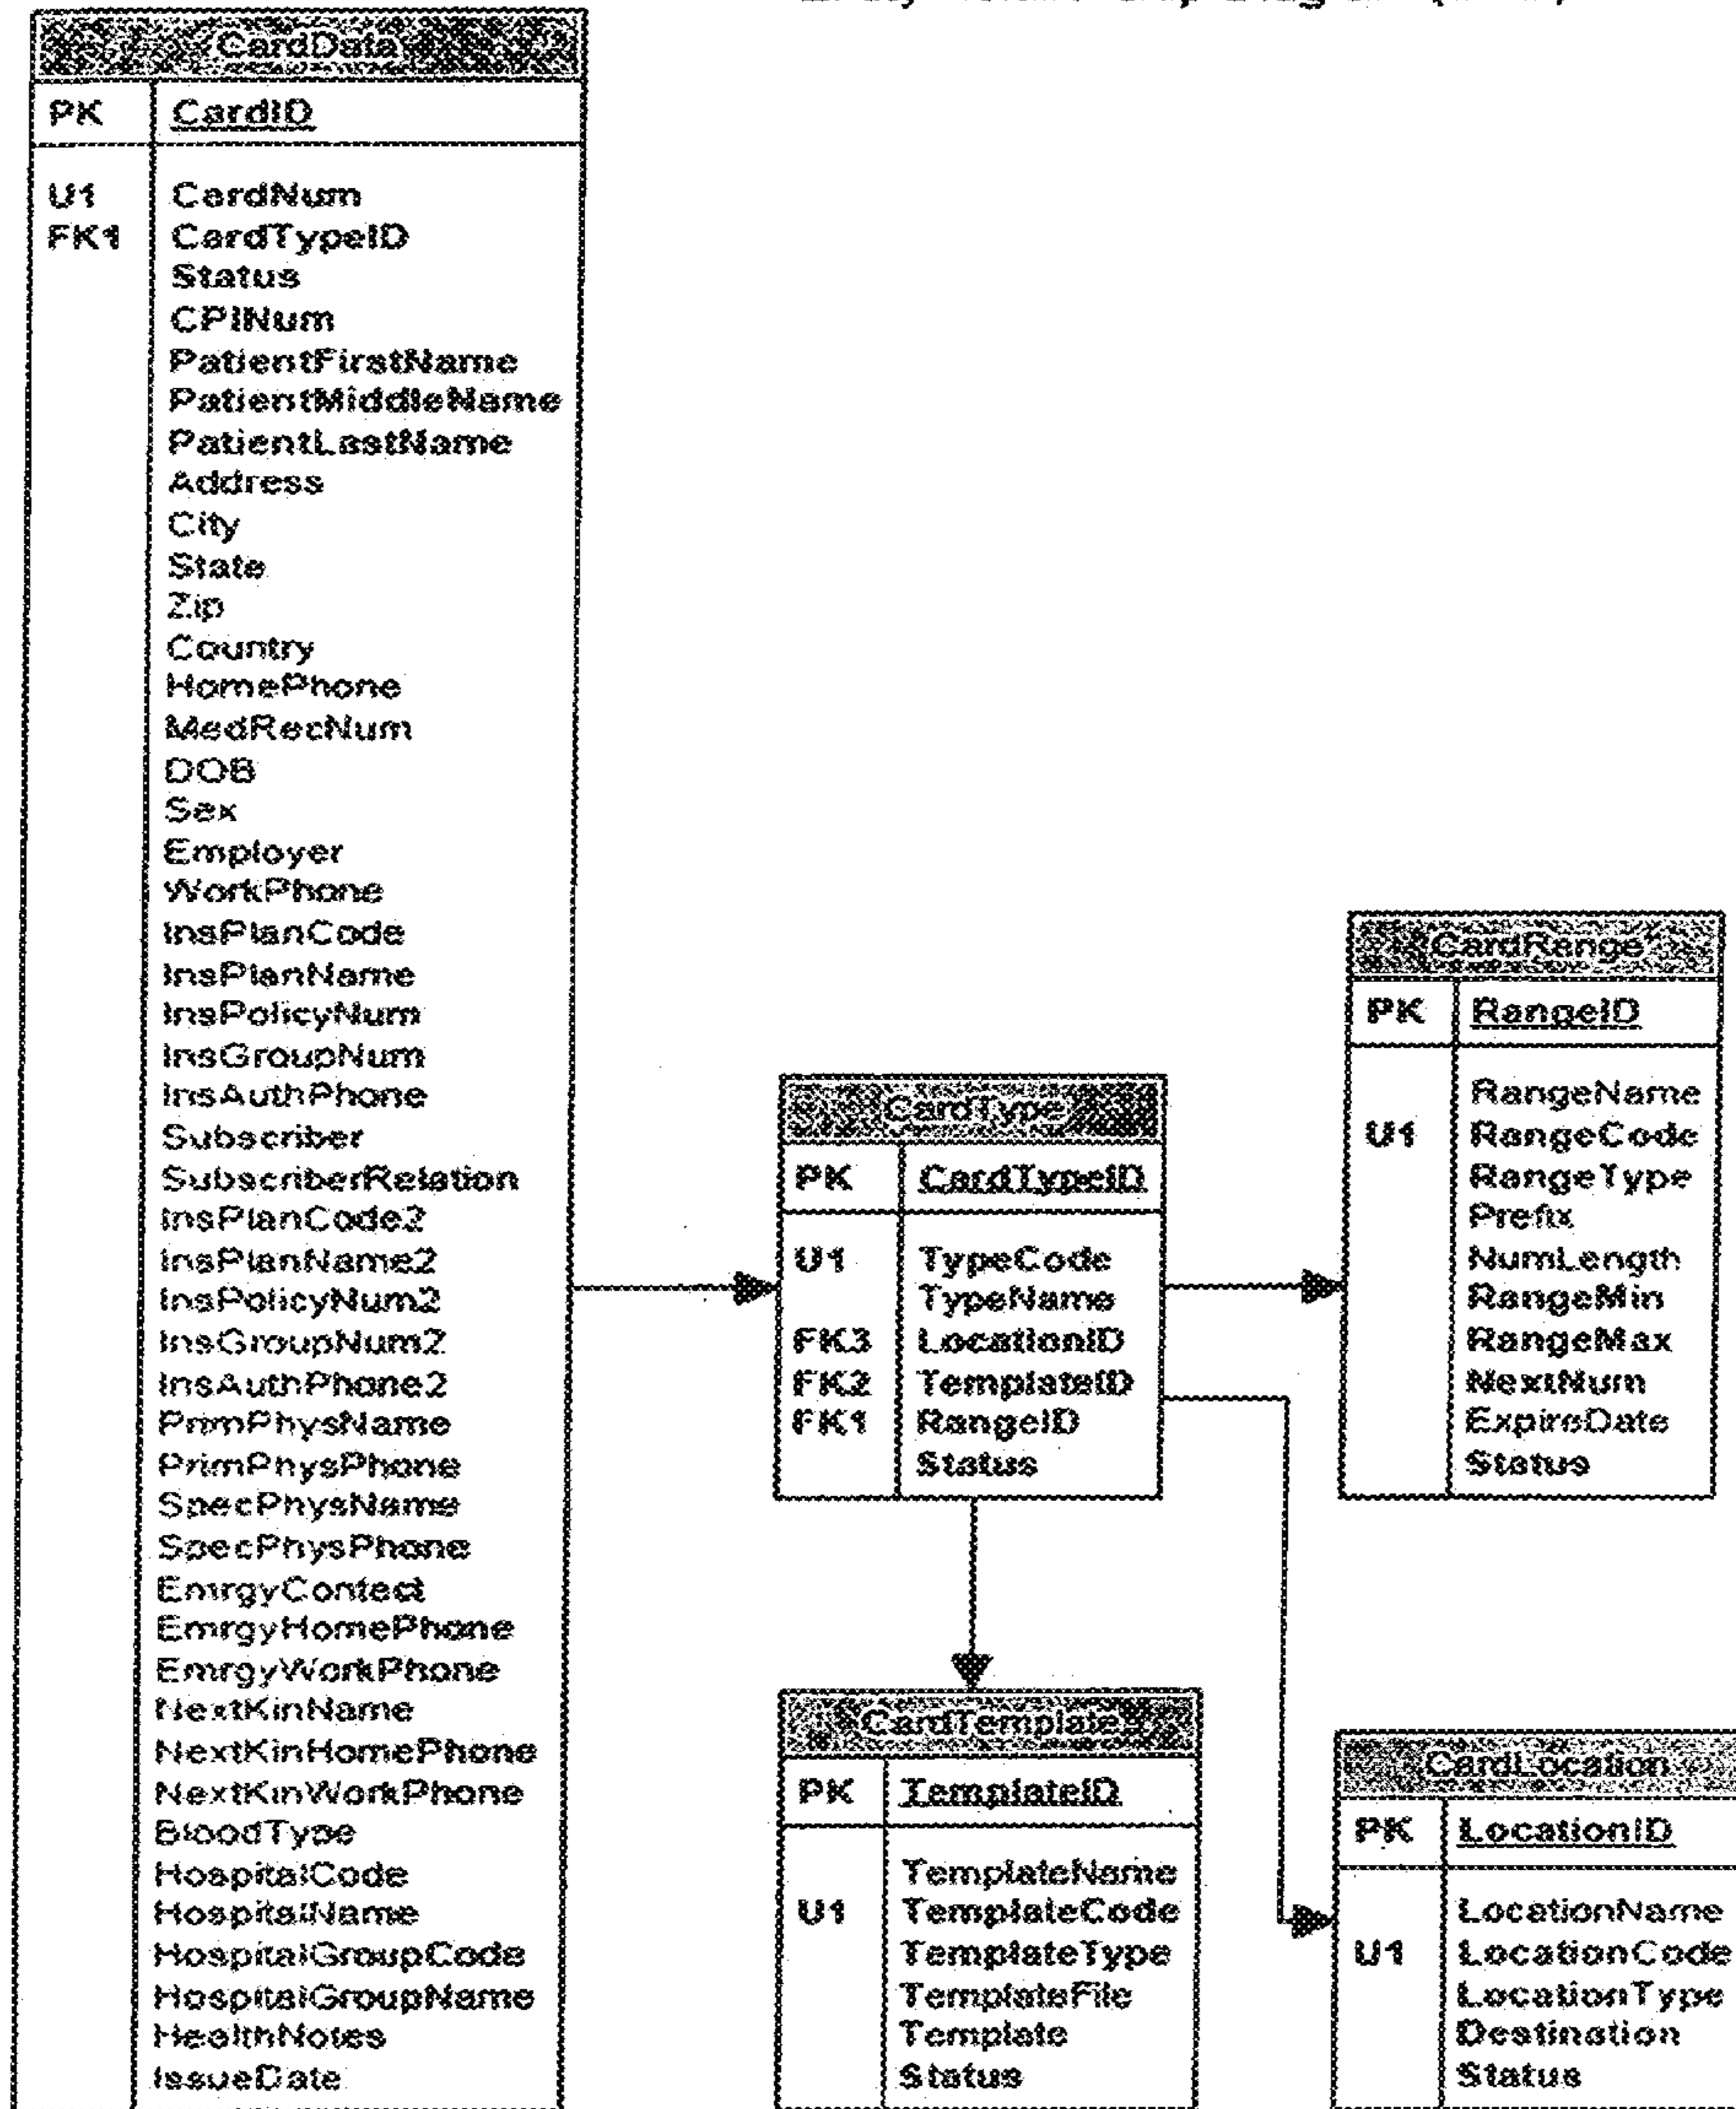 CardData
PK CardID
U1 CardNum
FK1 CardTypeID
Status
CPINum
PatientFirstName
PatientMiddleName
PatientLastName
Address
City
State
Zip
Country
HomePhone
MedRecNum
DOB
Sex
Employer
WorkPhone
InsPlanCode
InsPlanName
InsPolicyNum
InsGroupNum
InsAuthPhone
Subscriber
SubscriberRelation
InsPlanCode2
InsPlanName2
InsPolicyNum2
InsGroupNum2
InsAuthPhone2
PrimPhysName
PrimPhysPhone
SpecPhysName
SpecPhysPhone
EmrgyContact
EmrgyHomePhone
EmrgyWorkPhone
NextKinName
NextKinHomePhone
NextKinWorkPhone
BloodType
HospitalCode
HospitalName
HospitalGroupCode
HospitalGroupName
HealthNotes
IssueDate
CardType
PK CardTypeID
U1 TypeCode
TypeName
FK3 LocationID
FK2 TemplateID
FK1 RangeID
Status
CardRange
PK RangeID
RangeName
U1 RangeCode
RangeType
Prefix
NumLength
RangeMin
RangeMax
NextNum
ExpireDate
Status
CardTemplate
PK TemplateID
TemplateName
U1 TemplateCode
TemplateType
TemplateFile
Template
Status
CardLocation
PK LocationID
LocationName
U1 LocationCode
LocationType
Destination
Status